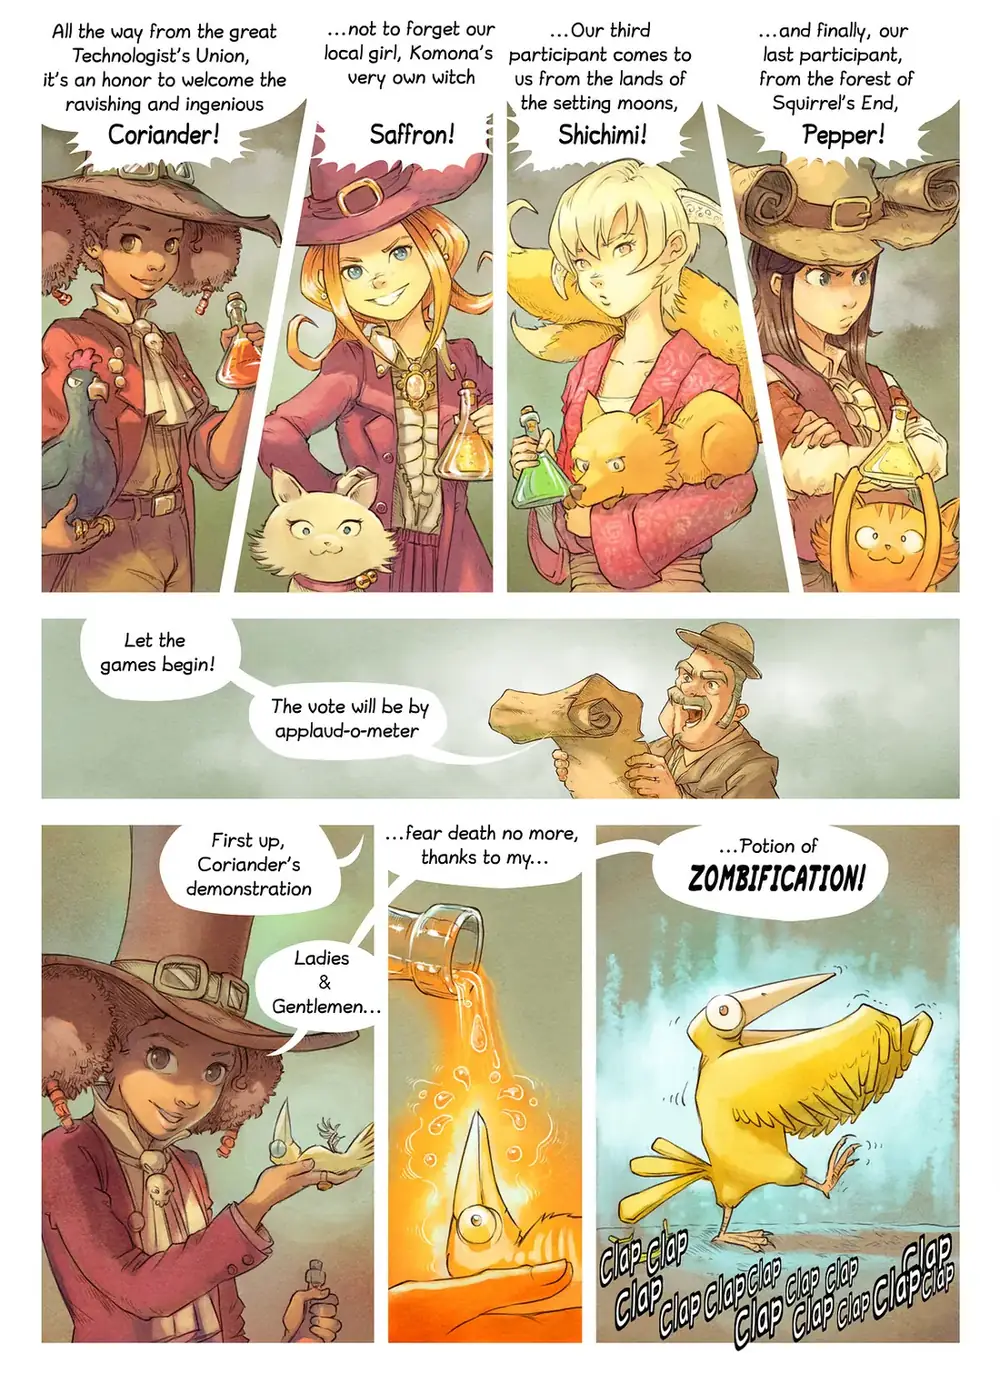 All the way from the great
Technologist's Union,
it's an honor to welcome the
ravishing and ingenious
Coriander!
...not to forget our
local girl, Komona's
very own witch
Saffron!
...Our third
participant comes to
us from the lands of
the setting moons,
Shichimi!
...and finally, our
last participant,
from the forest of
Squirrel's End,
Pepper!
Let the
games begin!
The vote will be by
applaud-o-meter
First up,
Coriander's
demonstration
Ladies
&
Gentlemen...
...fear death no more,
thanks to my...
...Potion of
ZOMBIFICATION!
Clap Clap
Clap
Clap
Clap
Clap
Clap
Clap
Clap
Clap
Clap
Clap
Clap
Clap